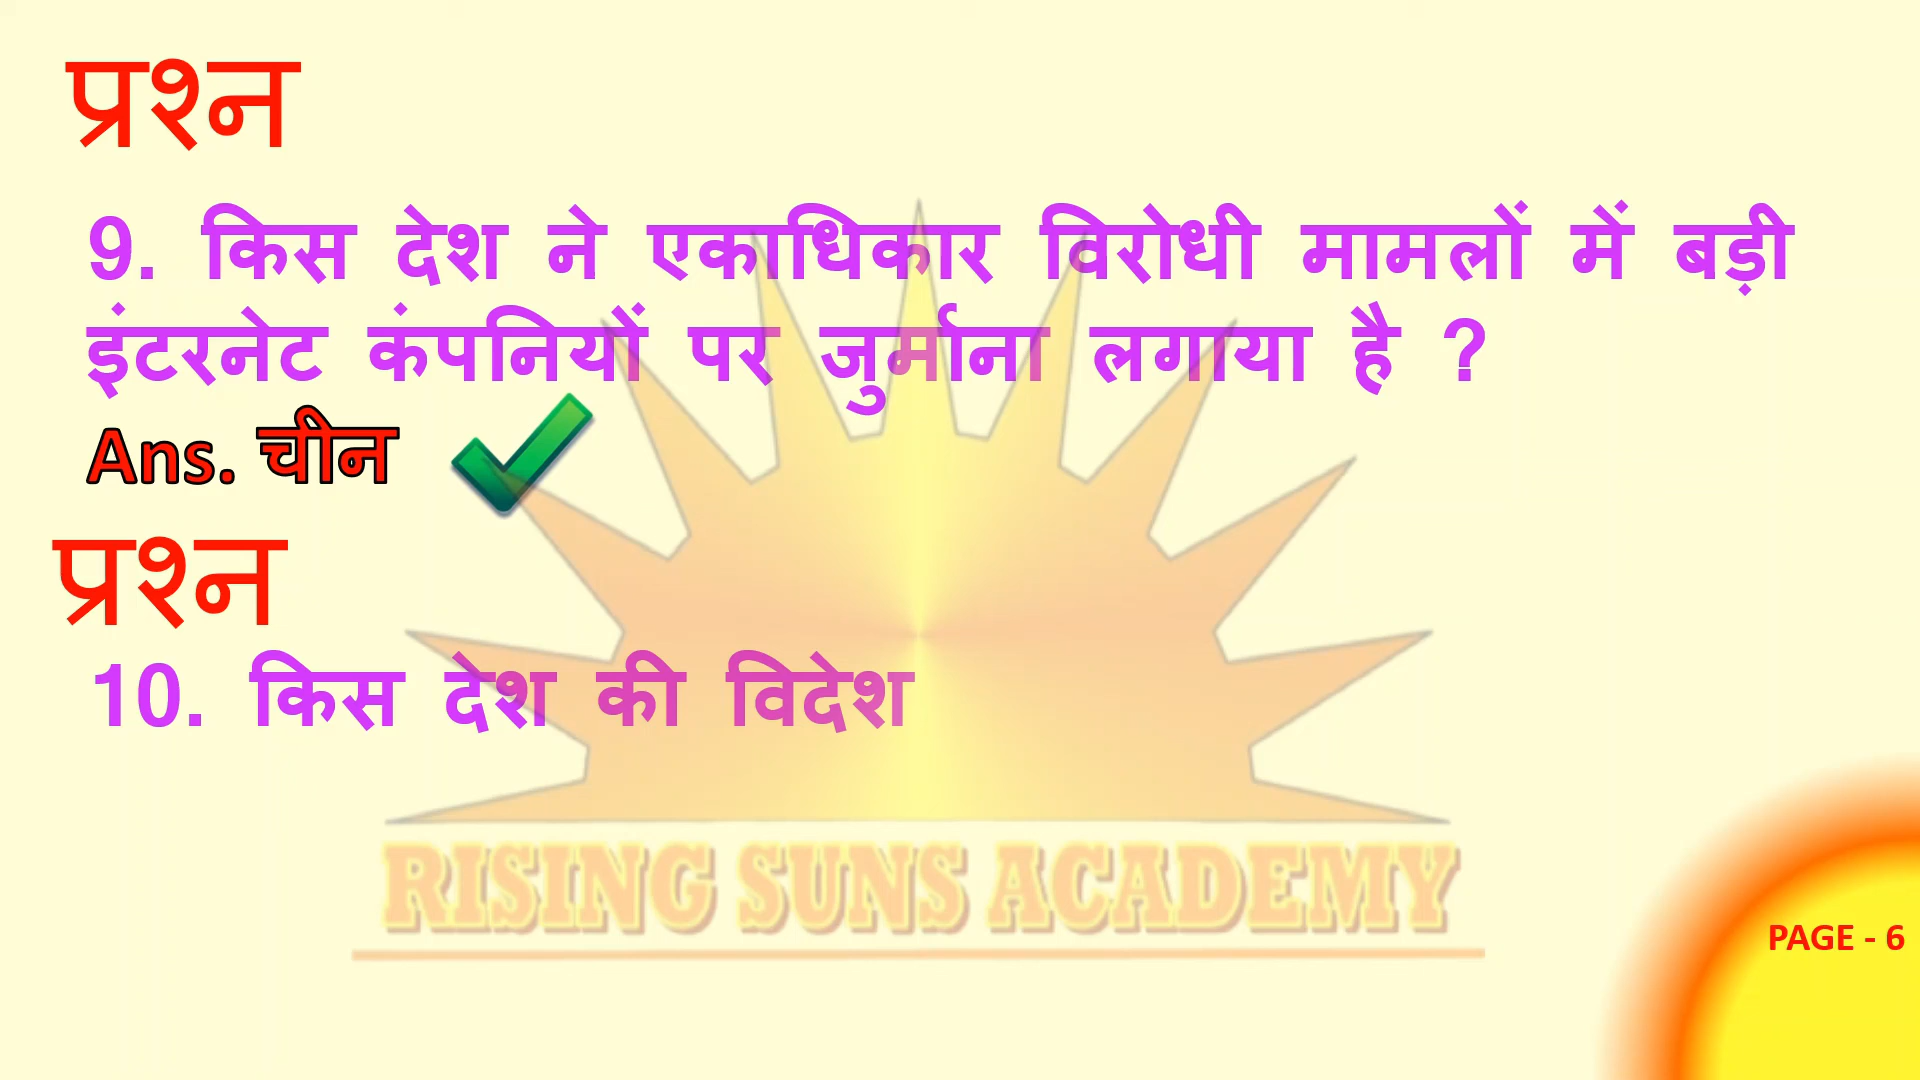 प्रश्न
9. किस देश ने एकाधिकार विरोधी मामलों में बड़ी
इंटरनेट कंपनियों पर जुर्माना लगाया है ?
Ans. चीन
प्रश्न
10. किस देश की विदेश
RISING SUNS ACADEMY
PAGE - 6